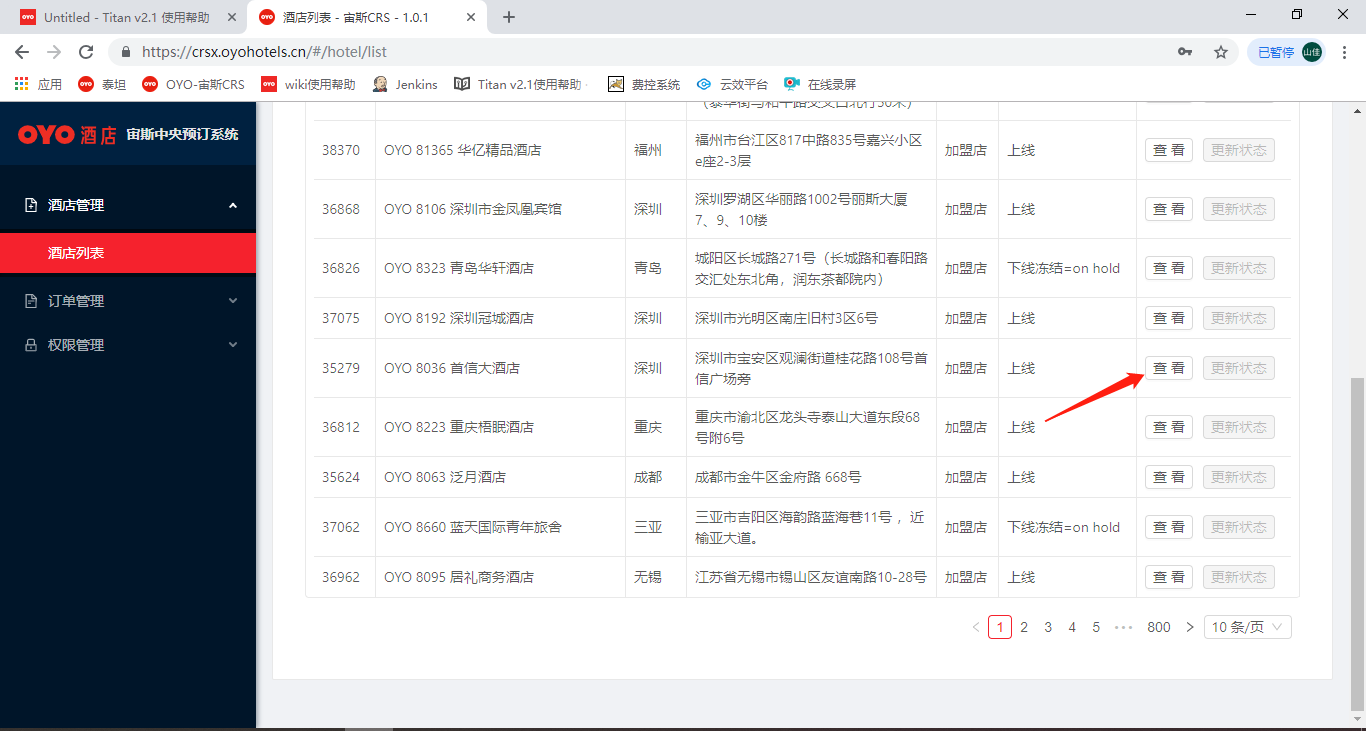 Untitled - Titan v2.1 使用帮助
酒店列表 - 宙斯CRS - 1.0.1
https://crsx.oyohotels.cn/#/hotel/list
已暂停
山佳
应用
泰坦
OYO-宙斯CRS
wiki使用帮助
Jenkins
Titan v2.1使用帮助
费控系统
云效平台
在线录屏
OYO 酒店 宙斯中央预订系统
酒店管理
酒店列表
订单管理
权限管理
38370 OYO 81365 华亿精品酒店 福州 福州市台江区817中路835号嘉兴小区 加盟店 上线 查 看 更新状态
e座2-3层
36868 OYO 8106 深圳市金凤凰宾馆 深圳 深圳罗湖区华丽路1002号丽斯大厦 加盟店 上线 查 看 更新状态
7、9、10楼
36826 OYO 8323 青岛华轩酒店 青岛 城阳区长城路271号（长城路和春阳路 加盟店 下线冻结=on hold 查 看 更新状态
交汇处东北角，润东茶都院内）
37075 OYO 8192 深圳冠城酒店 深圳 深圳市光明区南庄旧村3区6号 加盟店 上线 查 看 更新状态
35279 OYO 8036 首信大酒店 深圳 深圳市宝安区观澜街道桂花路108号首 加盟店 上线 查 看 更新状态
信广场旁
36812 OYO 8223 重庆梧眠酒店 重庆 重庆市渝北区龙头寺泰山大道东段68 加盟店 上线 查 看 更新状态
号附6号
35624 OYO 8063 泛月酒店 成都 成都市金牛区金府路 668号 加盟店 上线 查 看 更新状态
37062 OYO 8660 蓝天国际青年旅舍 三亚 三亚市吉阳区海韵路蓝海巷11号 ，近 加盟店 下线冻结=on hold 查 看 更新状态
榆亚大道。
36962 OYO 8095 居礼商务酒店 无锡 江苏省无锡市锡山区友谊南路10-28号 加盟店 上线 查 看 更新状态
1 2 3 4 5 ••• 800 10 条/页